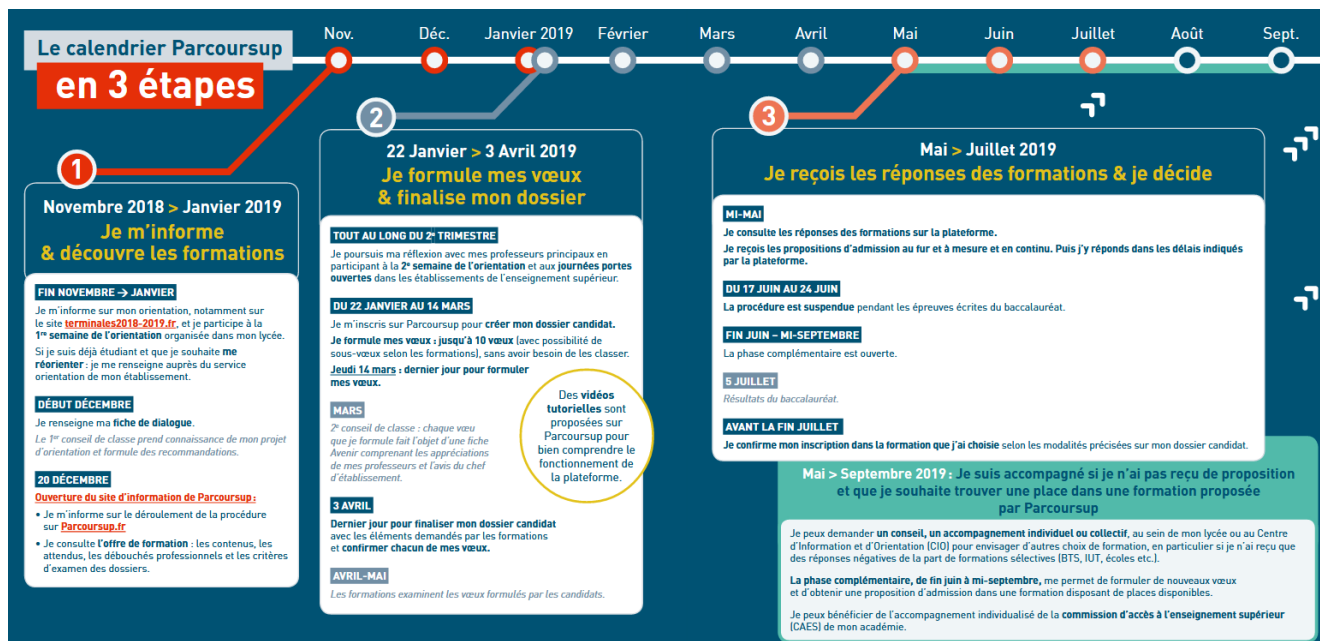 Le calendrier Parcoursup
en 3 étapes
Nov.
Déc.
Janvier 2019
Février
Mars
Avril
Mai
Juin
Juillet
Août
Sept.
1
Novembre 2018 > Janvier 2019
Je m'informe
& découvre les formations
FIN NOVEMBRE → JANVIER
Je m'informe sur mon orientation, notamment sur
le site terminales2018-2019.fr, et je participe à la
1re semaine de l'orientation organisée dans mon lycée.
Si je suis déjà étudiant et que je souhaite me
réorienter : je me renseigne auprès du service
orientation de mon établissement.
DÉBUT DÉCEMBRE
Je renseigne ma fiche de dialogue.
Le 1er conseil de classe prend connaissance de mon projet
d'orientation et formule des recommandations.
20 DÉCEMBRE
Ouverture du site d'information de Parcoursup :
• Je m'informe sur le déroulement de la procédure
sur Parcoursup.fr
• Je consulte l'offre de formation : les contenus, les
attendus, les débouchés professionnels et les critères
d'examen des dossiers.
2
22 Janvier > 3 Avril 2019
Je formule mes vœux
& finalise mon dossier
TOUT AU LONG DU 2e TRIMESTRE
Je poursuis ma réflexion avec mes professeurs principaux en
participant à la 2e semaine de l'orientation et aux journées portes
ouvertes dans les établissements de l'enseignement supérieur.
DU 22 JANVIER AU 14 MARS
Je m'inscris sur Parcoursup pour créer mon dossier candidat.
Je formule mes vœux : jusqu'à 10 vœux (avec possibilité de
sous-vœux selon les formations), sans avoir besoin de les classer.
Jeudi 14 mars : dernier jour pour formuler
mes vœux.
MARS
2e conseil de classe : chaque vœu
que je formule fait l'objet d'une fiche
Avenir comprenant les appréciations
de mes professeurs et l'avis du chef
d'établissement.
Des vidéos
tutorielles sont
proposées sur
Parcoursup pour
bien comprendre le
fonctionnement de
la plateforme.
3 AVRIL
Dernier jour pour finaliser mon dossier candidat
avec les éléments demandés par les formations
et confirmer chacun de mes vœux.
AVRIL-MAI
Les formations examinent les vœux formulés par les candidats.
3
Mai > Juillet 2019
Je reçois les réponses des formations & je décide
MI-MAI
Je consulte les réponses des formations sur la plateforme.
Je reçois les propositions d'admission au fur et à mesure et en continu. Puis j'y réponds dans les délais indiqués
par la plateforme.
DU 17 JUIN AU 24 JUIN
La procédure est suspendue pendant les épreuves écrites du baccalauréat.
FIN JUIN – MI-SEPTEMBRE
La phase complémentaire est ouverte.
5 JUILLET
Résultats du baccalauréat.
AVANT LA FIN JUILLET
Je confirme mon inscription dans la formation que j'ai choisie selon les modalités précisées sur mon dossier candidat.
Mai > Septembre 2019 : Je suis accompagné si je n'ai pas reçu de proposition
et que je souhaite trouver une place dans une formation proposée
par Parcoursup
Je peux demander un conseil, un accompagnement individuel ou collectif, au sein de mon lycée ou au Centre
d'Information et d'Orientation (CIO) pour envisager d'autres choix de formation, en particulier si je n'ai reçu que
des réponses négatives de la part de formations sélectives (BTS, IUT, écoles etc.).
La phase complémentaire, de fin juin à mi-septembre, me permet de formuler de nouveaux vœux
et d'obtenir une proposition d'admission dans une formation disposant de places disponibles.
Je peux bénéficier de l'accompagnement individualisé de la commission d'accès à l'enseignement supérieur
(CAES) de mon académie.